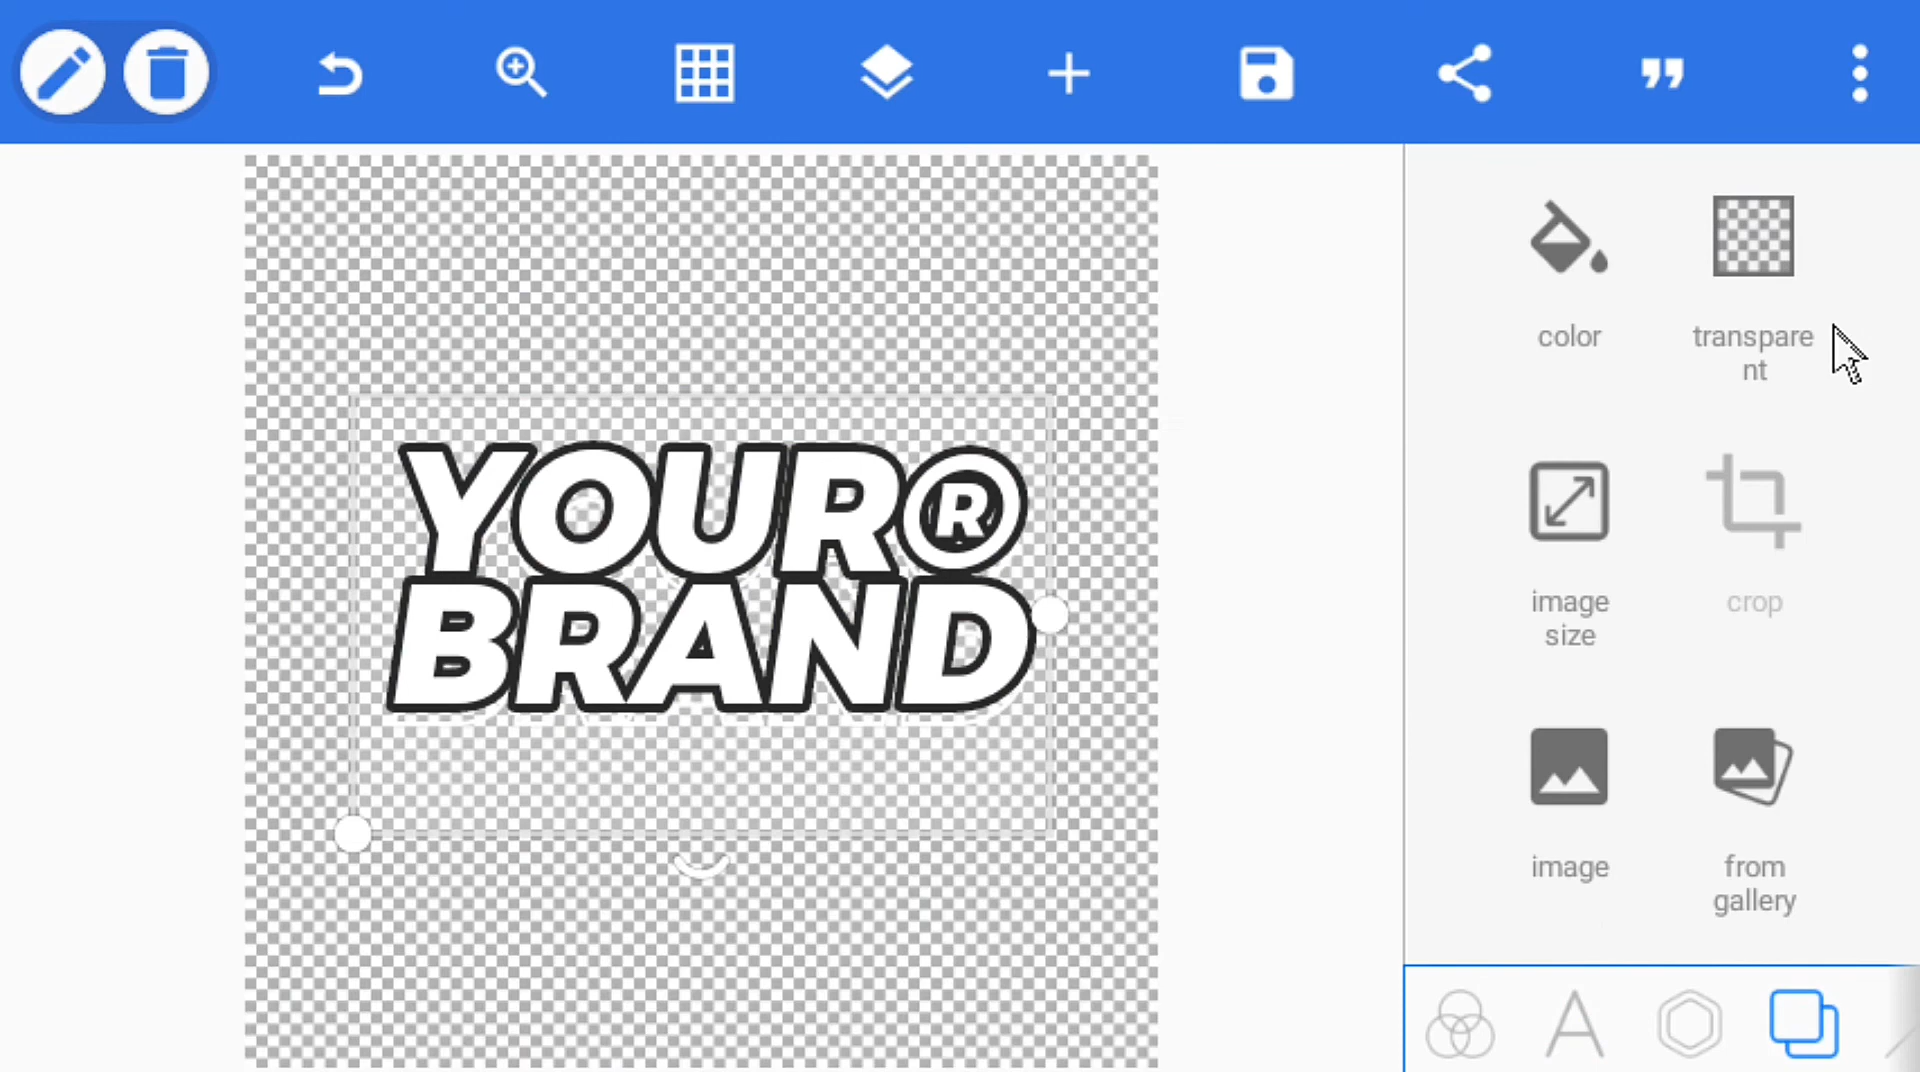 color
transpare
nt
YOUR®
BRAND
image
size
crop
image
from
gallery